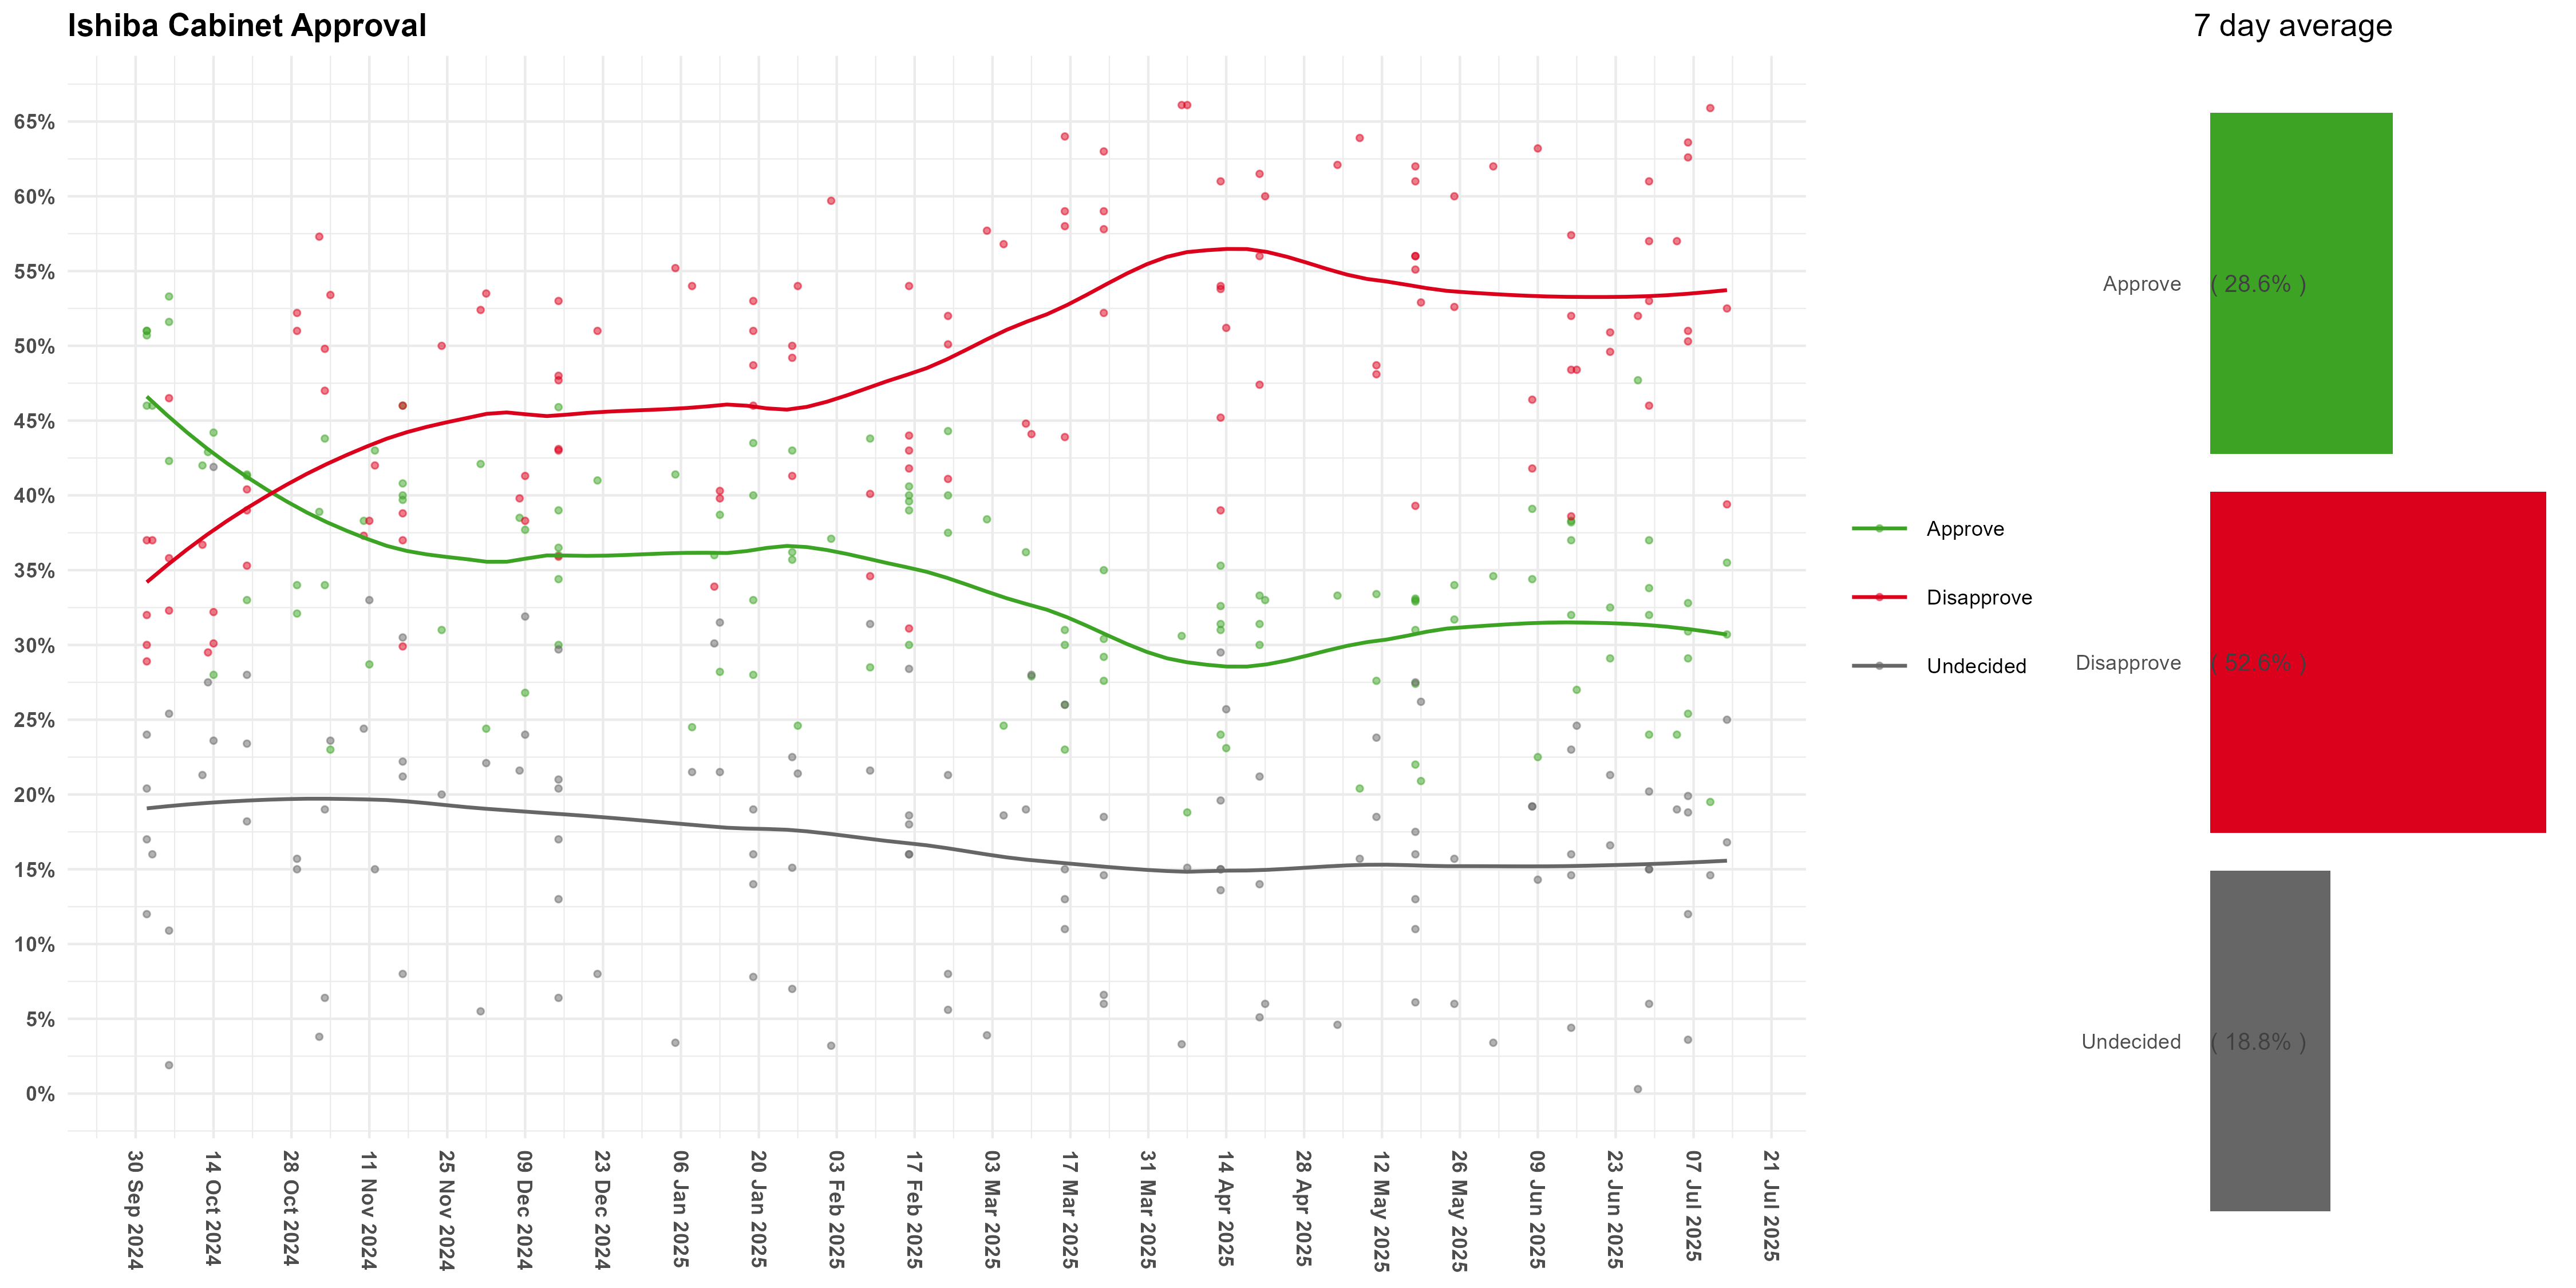 Ishiba Cabinet Approval
7 day average
65%
60%
55%
50%
45%
40%
35%
30%
25%
20%
15%
10%
5%
0%
30 Sep 2024
14 Oct 2024
28 Oct 2024
11 Nov 2024
25 Nov 2024
09 Dec 2024
23 Dec 2024
06 Jan 2025
20 Jan 2025
03 Feb 2025
17 Feb 2025
03 Mar 2025
17 Mar 2025
31 Mar 2025
14 Apr 2025
28 Apr 2025
12 May 2025
26 May 2025
09 Jun 2025
23 Jun 2025
07 Jul 2025
21 Jul 2025
Approve
Disapprove
Undecided
Approve ( 28.6% )
Disapprove ( 52.6% )
Undecided ( 18.8% )